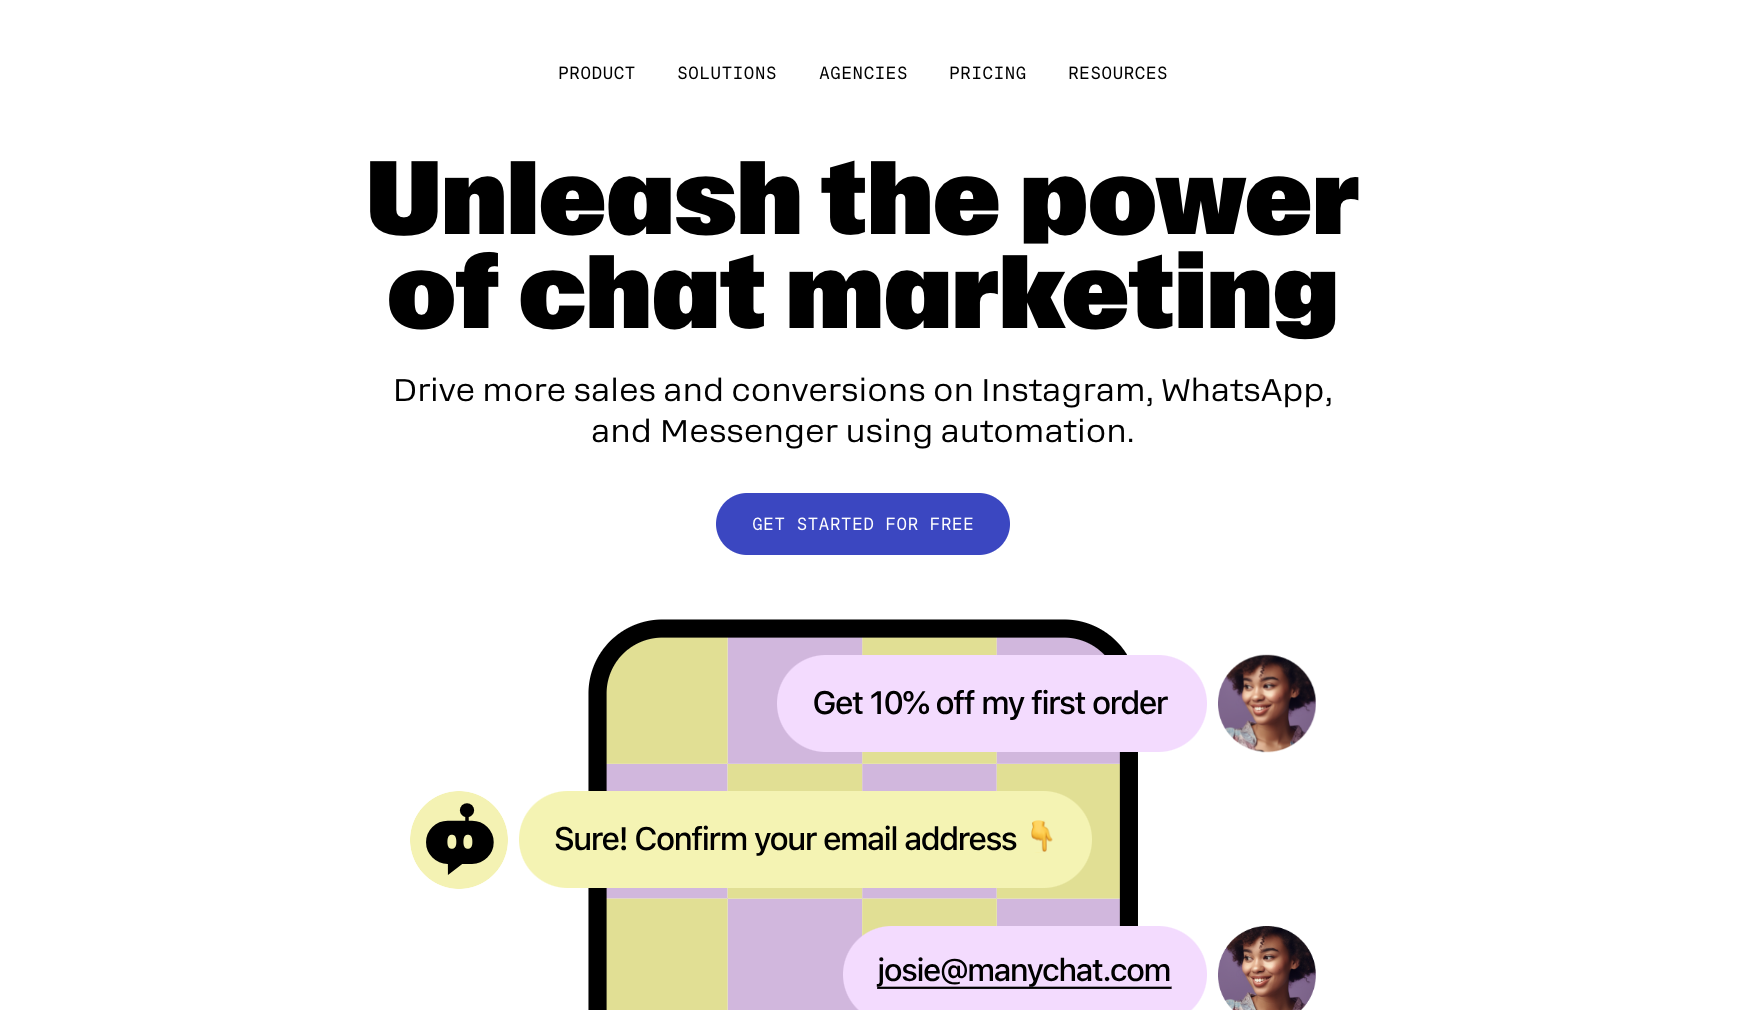 PRODUCT SOLUTIONS AGENCIES PRICING RESOURCES
Unleash the power
of chat marketing
Drive more sales and conversions on Instagram, WhatsApp,
and Messenger using automation.
GET STARTED FOR FREE
Get 10% off my first order
Sure! Confirm your email address 👇
josie@manychat.com